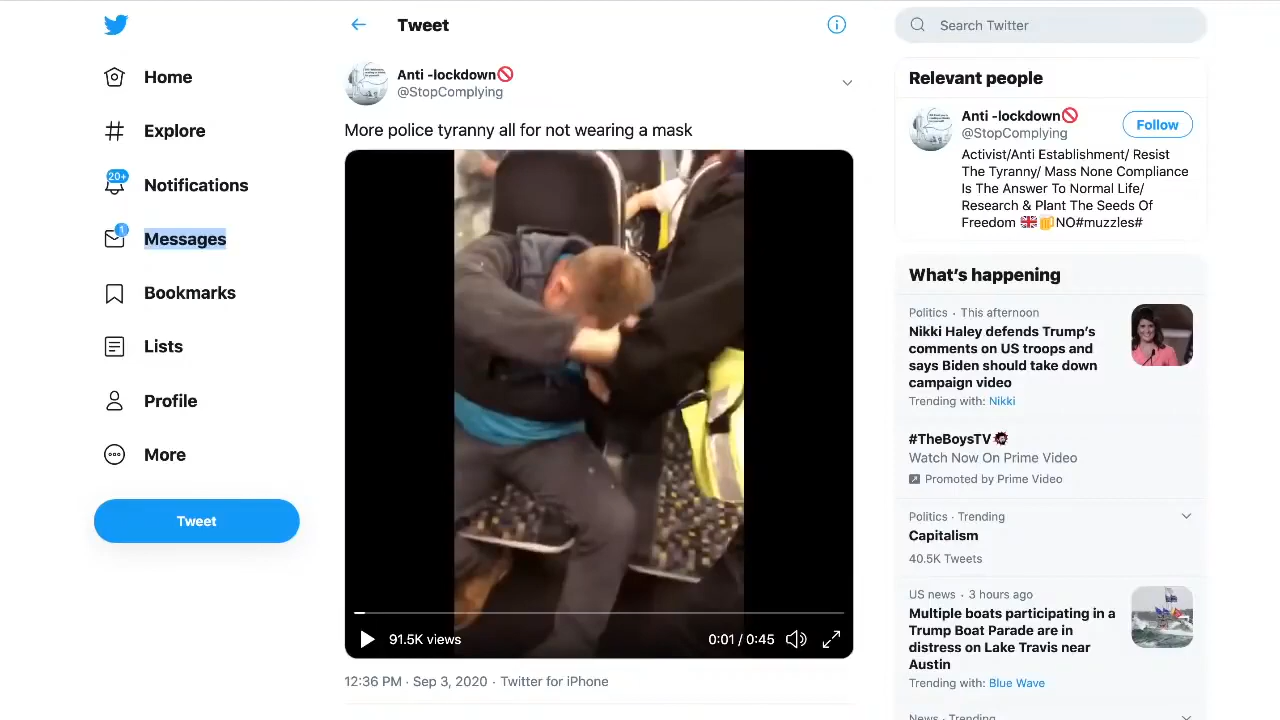 Tweet
Search Twitter
Home
Explore
20+
Notifications
1
Messages
Bookmarks
Lists
Profile
More
Tweet
Anti -lockdown🚫
@StopComplying
More police tyranny all for not wearing a mask
91.5K views
0:01 / 0:45
12:36 PM · Sep 3, 2020 · Twitter for iPhone
Relevant people
Anti -lockdown🚫
@StopComplying
Follow
Activist/Anti Establishment/ Resist
The Tyranny/ Mass None Compliance
Is The Answer To Normal Life/
Research & Plant The Seeds Of
Freedom 🇬🇧🍺NO#muzzles#
What's happening
Politics · This afternoon
Nikki Haley defends Trump's
comments on US troops and
says Biden should take down
campaign video
Trending with: Nikki
#TheBoysTV
Watch Now On Prime Video
Promoted by Prime Video
Politics · Trending
Capitalism
40.5K Tweets
US news · 3 hours ago
Multiple boats participating in a
Trump Boat Parade are in
distress on Lake Travis near
Austin
Trending with: Blue Wave
News · Trending